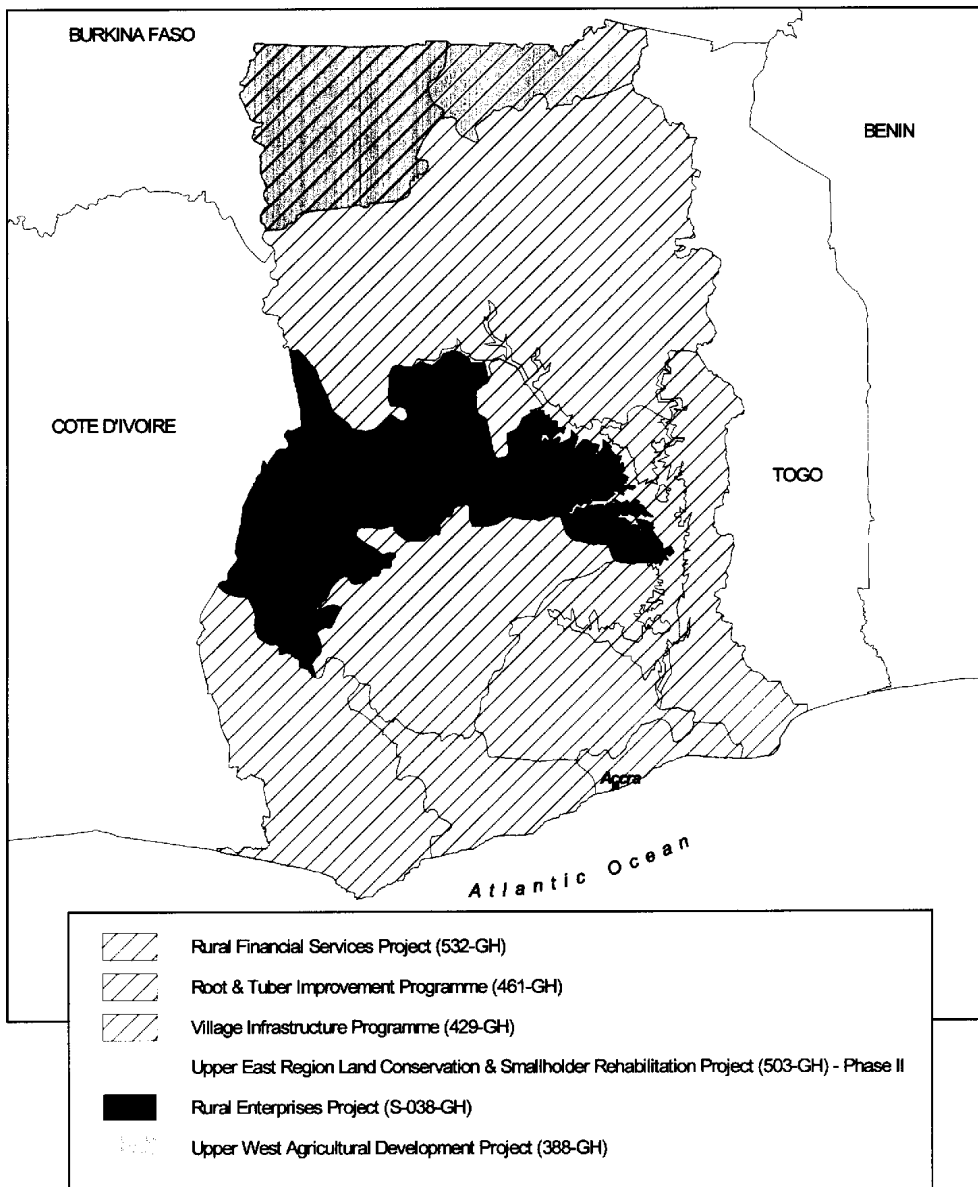 BURKINA FASO
BENIN
COTE D'IVOIRE
TOGO
Accra
Atlantic Ocean
Rural Financial Services Project (532-GH)
Root & Tuber Improvement Programme (461-GH)
Village Infrastructure Programme (429-GH)
Upper East Region Land Conservation & Smallholder Rehabilitation Project (503-GH) - Phase II
Rural Enterprises Project (S-038-GH)
Upper West Agricultural Development Project (388-GH)